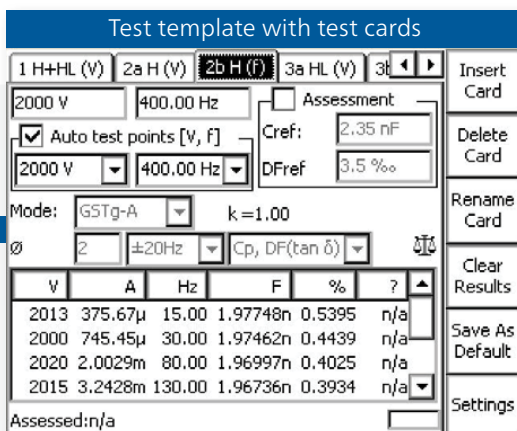 Test template with test cards
1 H+HL (V) 2a H (V) 2b H (f) 3a HL (V)
2000 V 400.00 Hz Assessment
Auto test points [V, f] Cref: 2.35 nF
2000 V 400.00 Hz DFref 3.5 ‰
Mode: GSTg-A k=1.00
Ø 2 ±20Hz Cp, DF(tan δ)
V A Hz F % ?
2013 375.67µ 15.00 1.97748n 0.5395 n/a
2000 745.45µ 30.00 1.97462n 0.4439 n/a
2020 2.0029m 80.00 1.96997n 0.4025 n/a
2015 3.2428m 130.00 1.96736n 0.3934 n/a
Assessed:n/a
Insert
Card
Delete
Card
Rename
Card
Clear
Results
Save As
Default
Settings